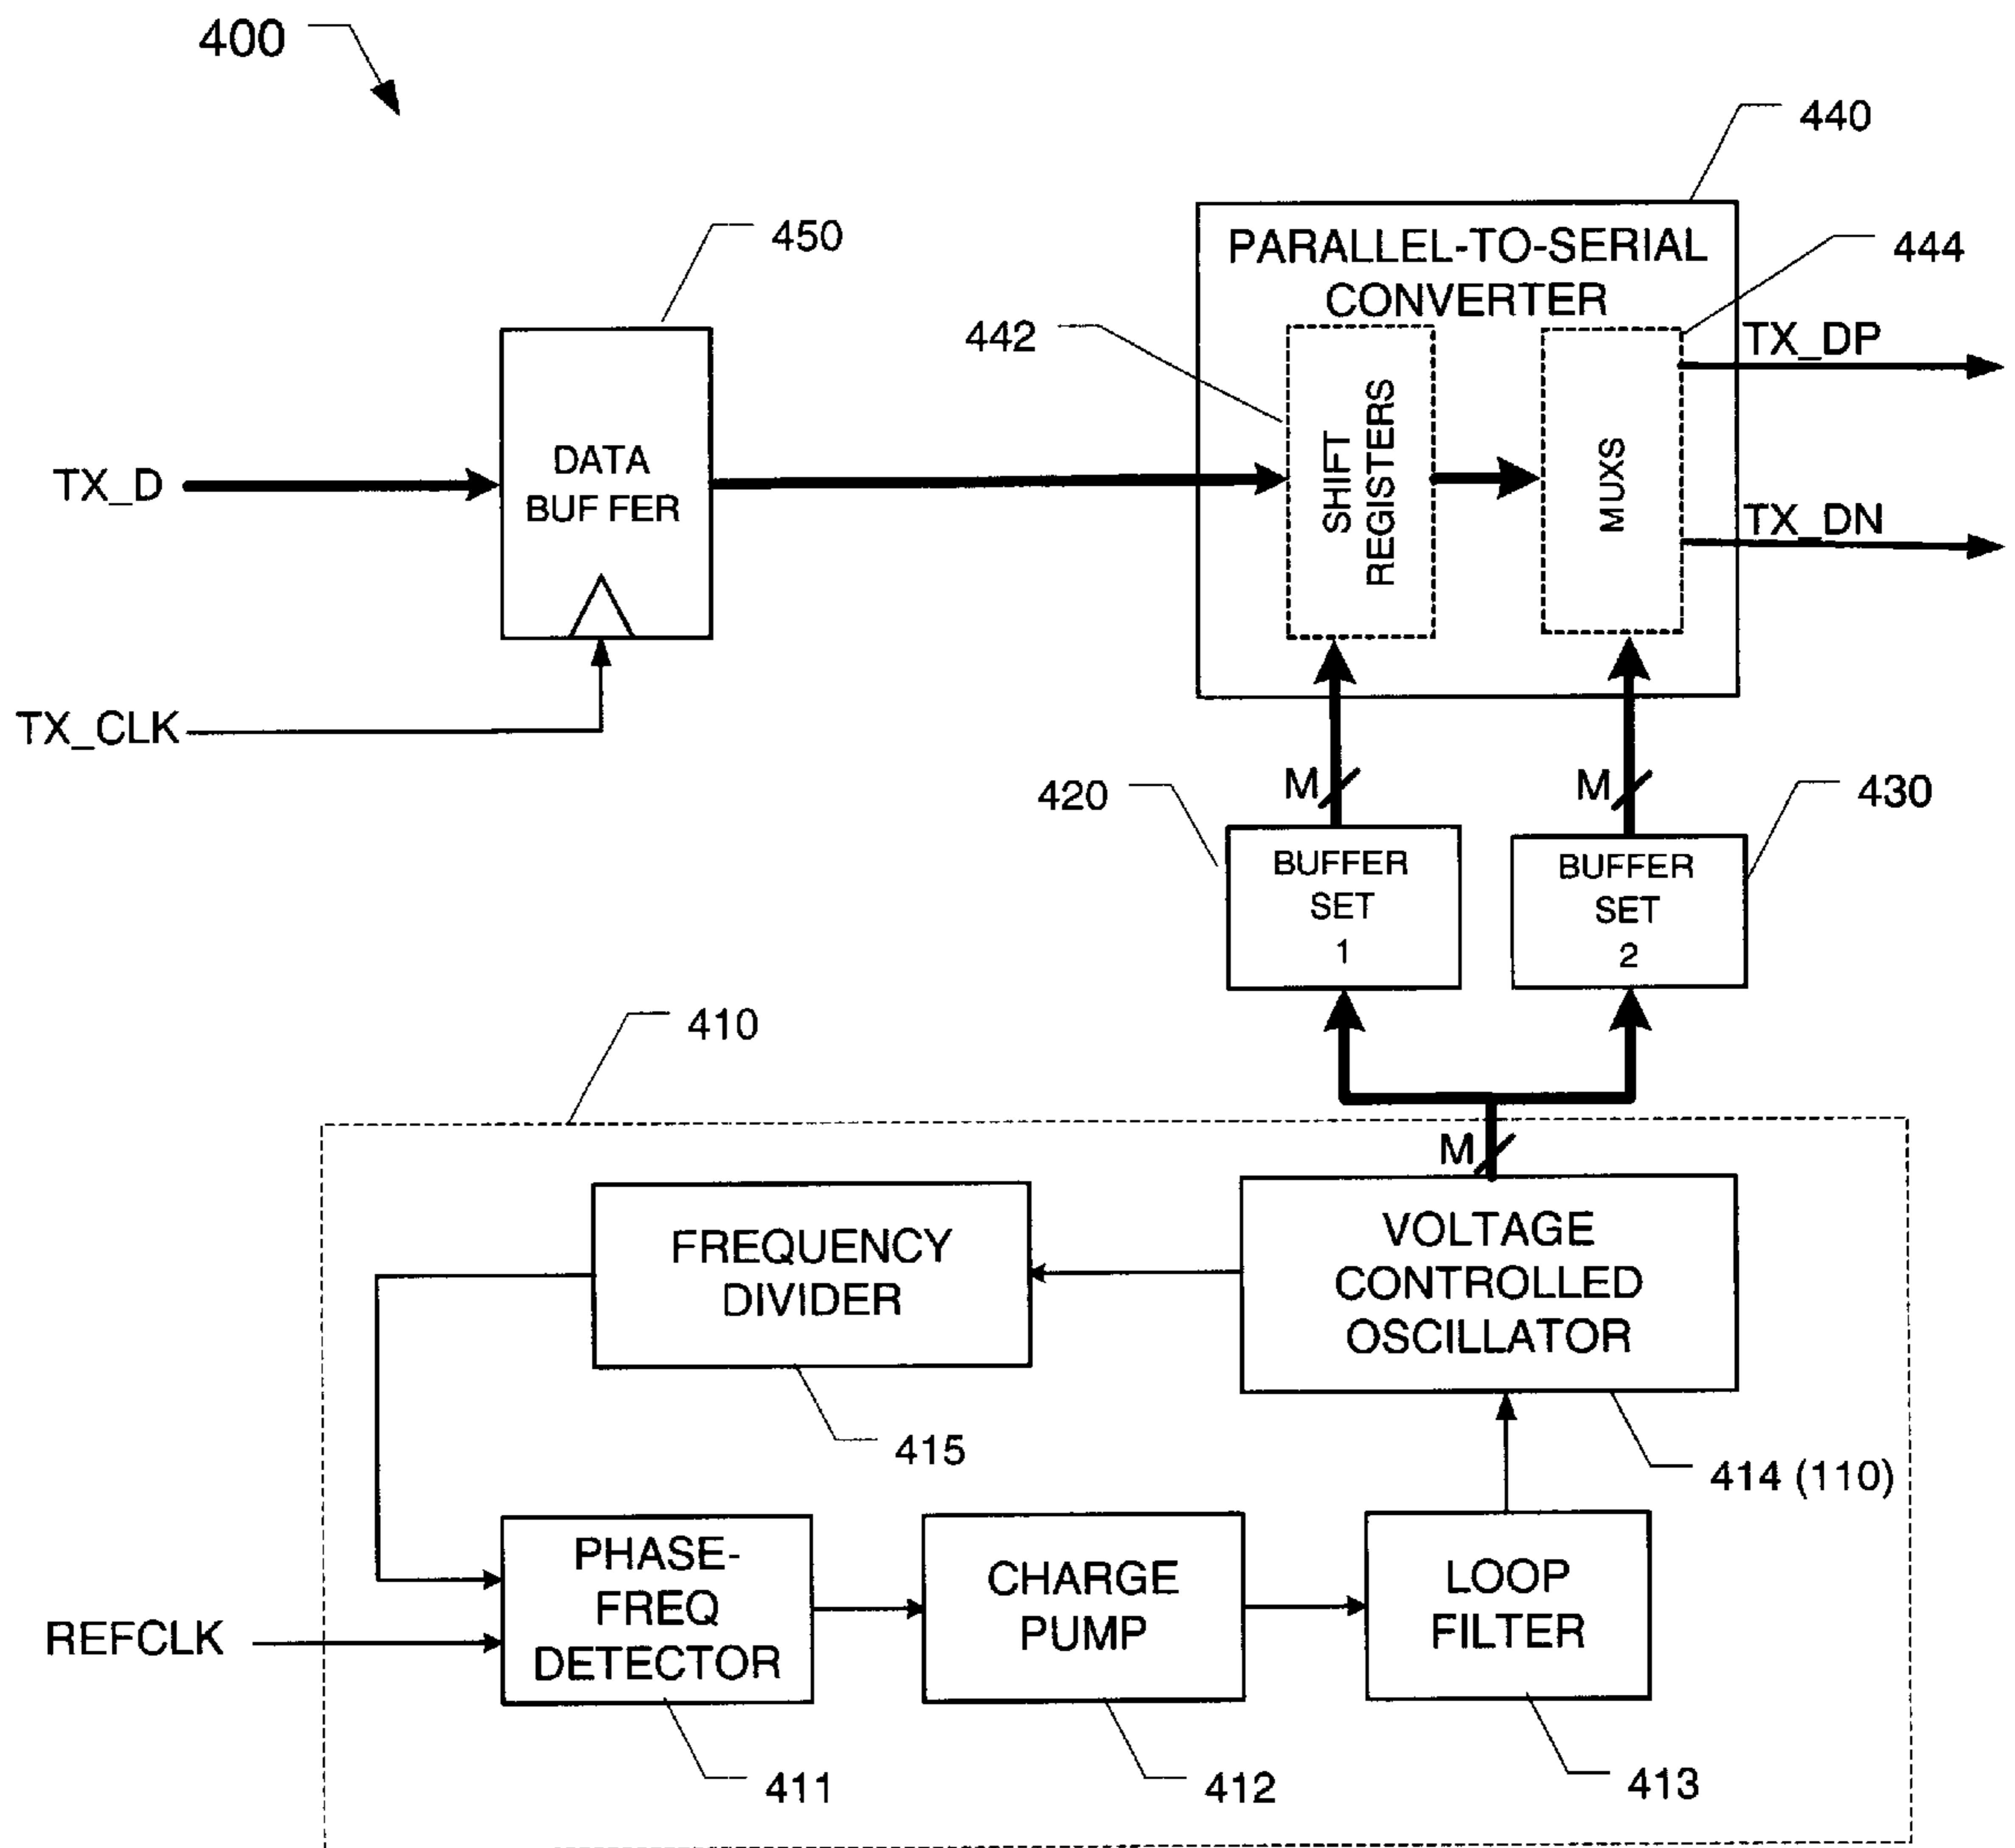 400
440
450
PARALLEL-TO-SERIAL
CONVERTER
444
442
TX_DP
SHIFT
REGISTERS
MUXS
DATA
BUFFER
TX_D
TX_DN
TX_CLK
M
M
420
430
BUFFER
SET
1
BUFFER
SET
2
410
M
FREQUENCY
DIVIDER
VOLTAGE
CONTROLLED
OSCILLATOR
415
414 (110)
PHASE-
FREQ
DETECTOR
CHARGE
PUMP
LOOP
FILTER
REFCLK
411
412
413